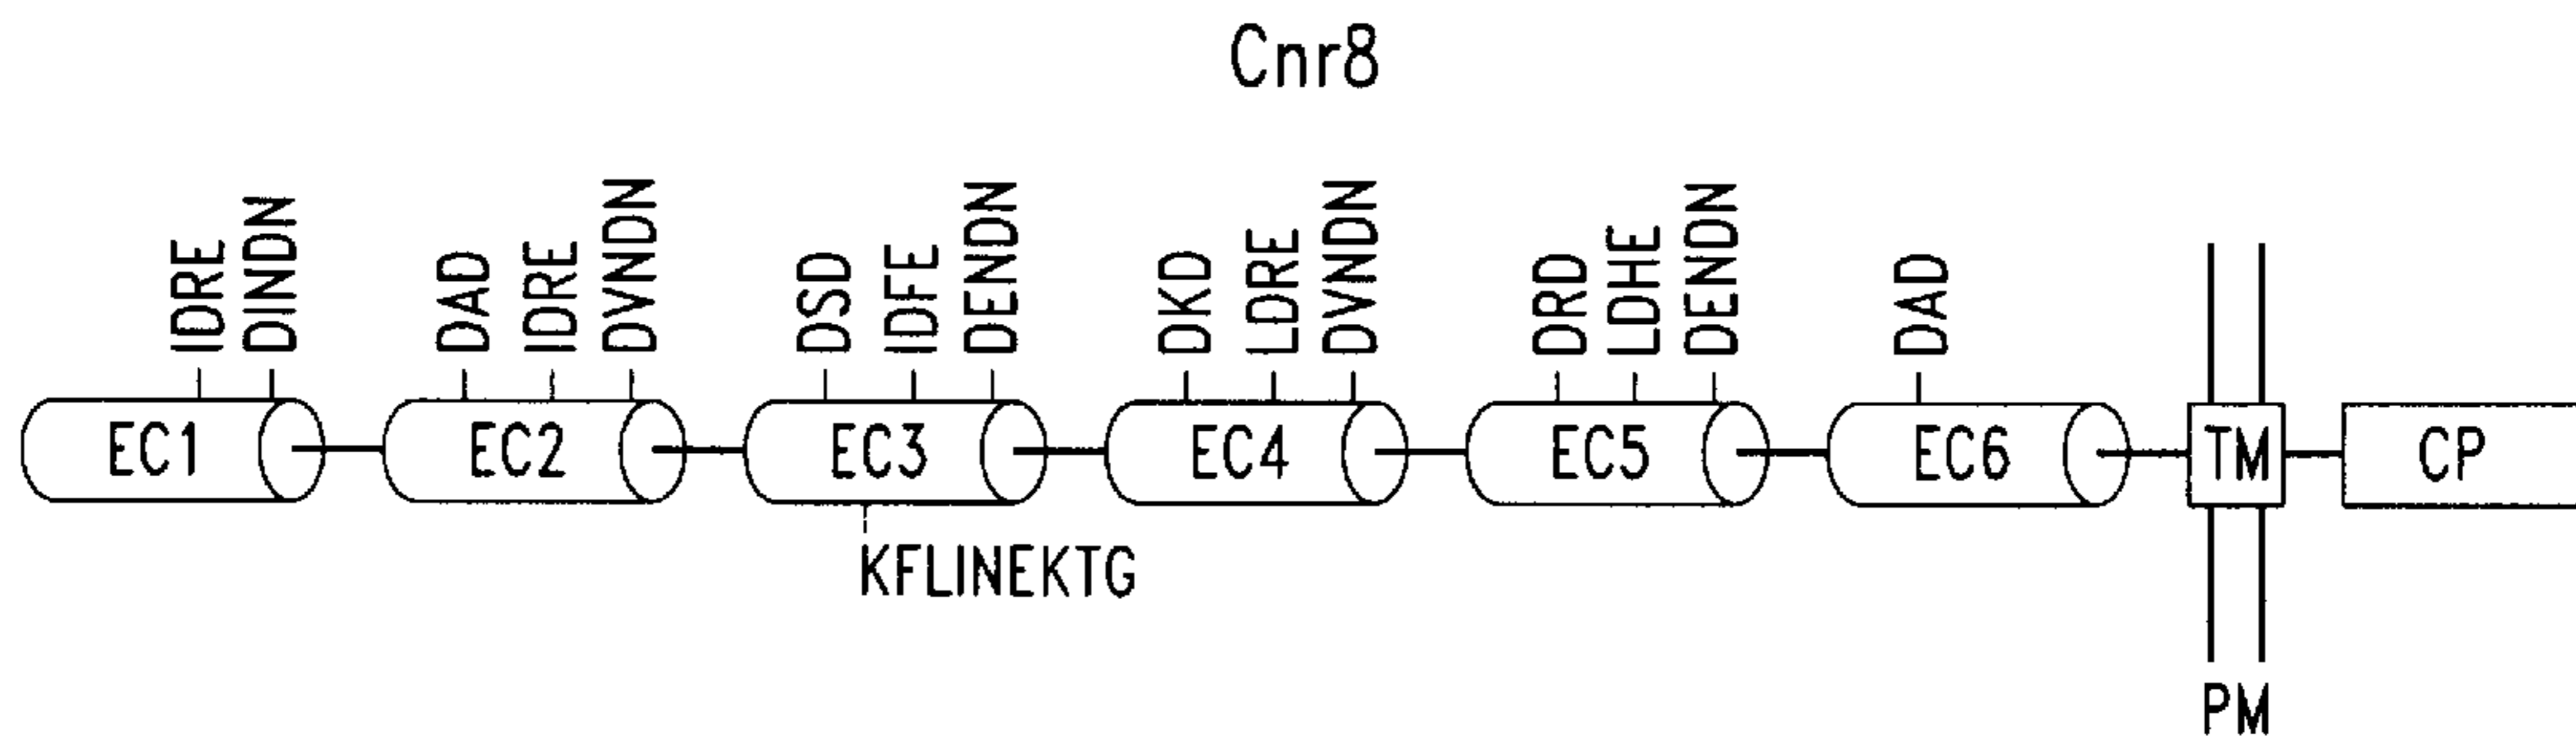 Cnr8
IDRE
DINDN
DAD
IDRE
DVNDN
DSD
IDFE
DENDN
DKD
LDRE
DVNDN
DRD
LDHE
DENDN
DAD
EC1
EC2
EC3
EC4
EC5
EC6
TM
CP
KFLINEKTG
PM